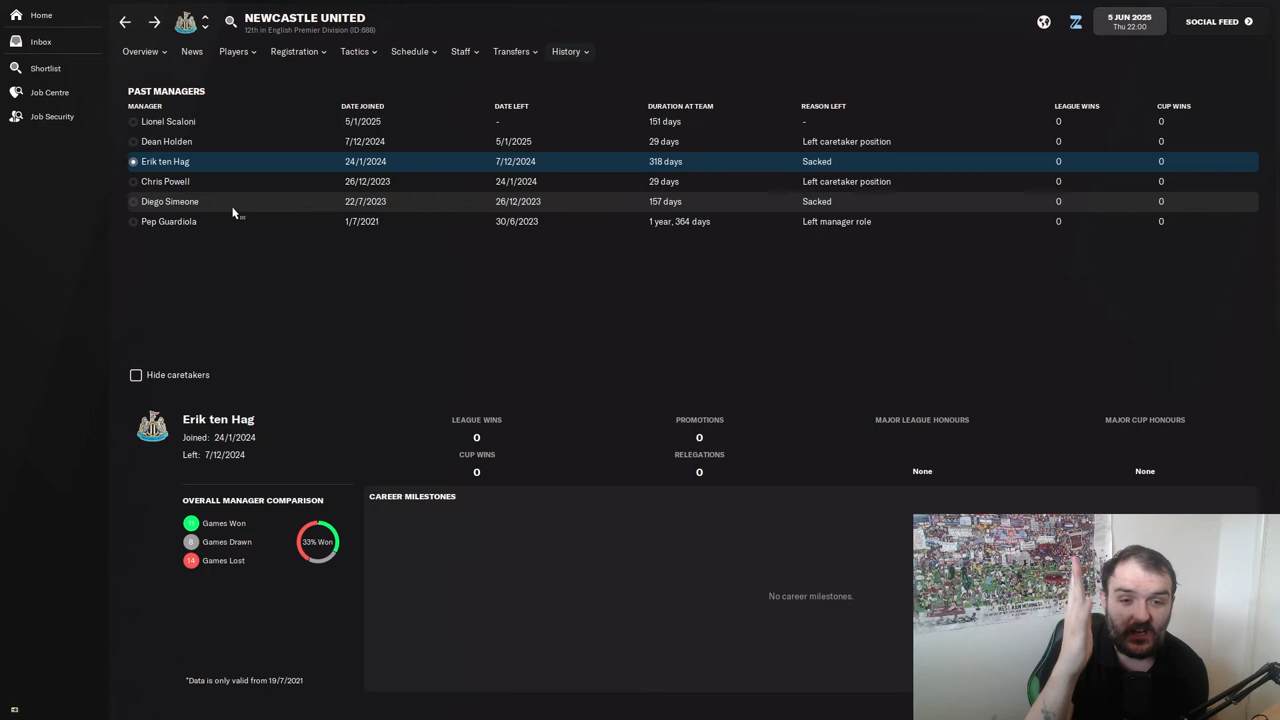 Home
Inbox
Shortlist
Job Centre
Job Security
NEWCASTLE UNITED
12th in English Premier Division (ID:688)
5 JUN 2025
Thu 22:00
SOCIAL FEED
Overview
News
Players
Registration
Tactics
Schedule
Staff
Transfers
History
PAST MANAGERS
MANAGER DATE JOINED DATE LEFT DURATION AT TEAM REASON LEFT LEAGUE WINS CUP WINS
Lionel Scaloni 5/1/2025 - 151 days - 0 0
Dean Holden 7/12/2024 5/1/2025 29 days Left caretaker position 0 0
Erik ten Hag 24/1/2024 7/12/2024 318 days Sacked 0 0
Chris Powell 26/12/2023 24/1/2024 29 days Left caretaker position 0 0
Diego Simeone 22/7/2023 26/12/2023 157 days Sacked 0 0
Pep Guardiola 1/7/2021 30/6/2023 1 year, 364 days Left manager role 0 0
Hide caretakers
Erik ten Hag
Joined: 24/1/2024
Left: 7/12/2024
LEAGUE WINS
0
CUP WINS
0
PROMOTIONS
0
RELEGATIONS
0
MAJOR LEAGUE HONOURS
None
MAJOR CUP HONOURS
None
OVERALL MANAGER COMPARISON
11 Games Won
8 Games Drawn
14 Games Lost
33% Won
CAREER MILESTONES
No career milestones.
*Data is only valid from 19/7/2021